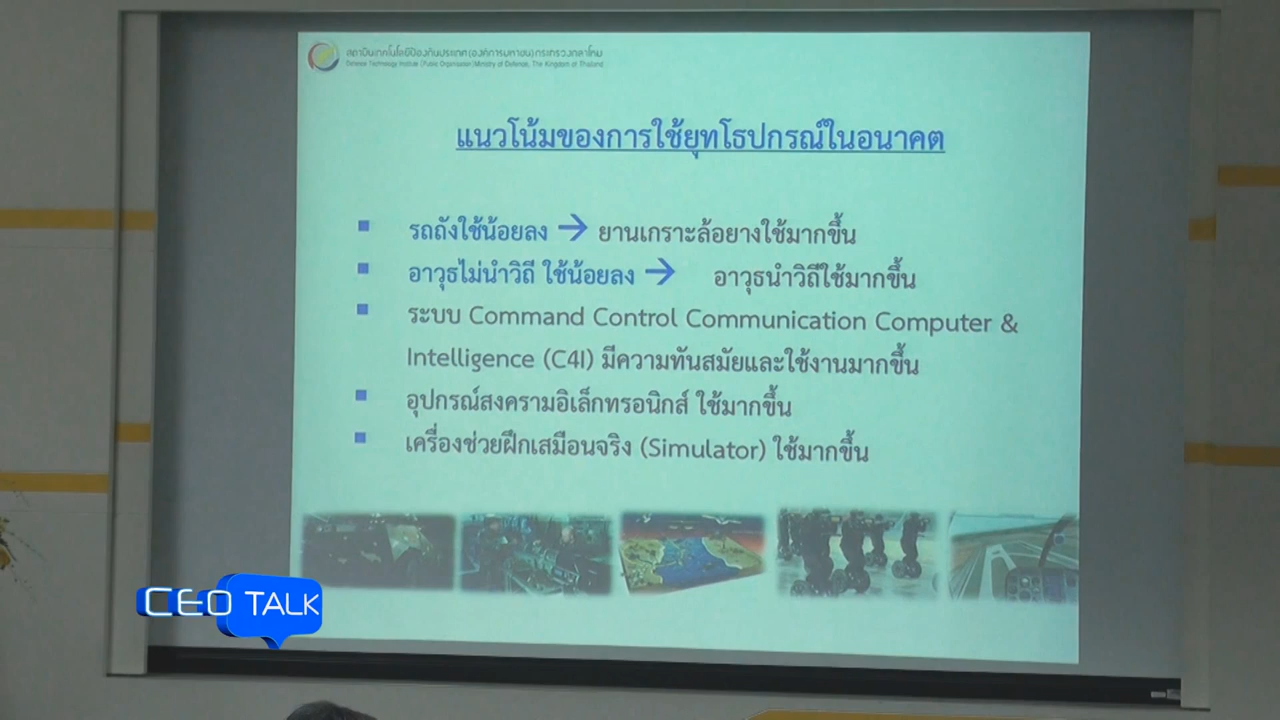 สถาบันเทคโนโลยีป้องกันประเทศ (องค์การมหาชน) กระทรวงกลาโหม
Defence Technology Institute (Public Organisation) Ministry of Defence, The Kingdom of Thailand
แนวโน้มของการใช้ยุทโธปกรณ์ในอนาคต
รถถังใช้น้อยลง → ยานเกราะล้อยางใช้มากขึ้น
อาวุธไม่นำวิถี ใช้น้อยลง → อาวุธนำวิถีใช้มากขึ้น
ระบบ Command Control Communication Computer &
Intelligence (C4I) มีความทันสมัยและใช้งานมากขึ้น
อุปกรณ์สงครามอิเล็กทรอนิกส์ ใช้มากขึ้น
เครื่องช่วยฝึกเสมือนจริง (Simulator) ใช้มากขึ้น
CEO TALK